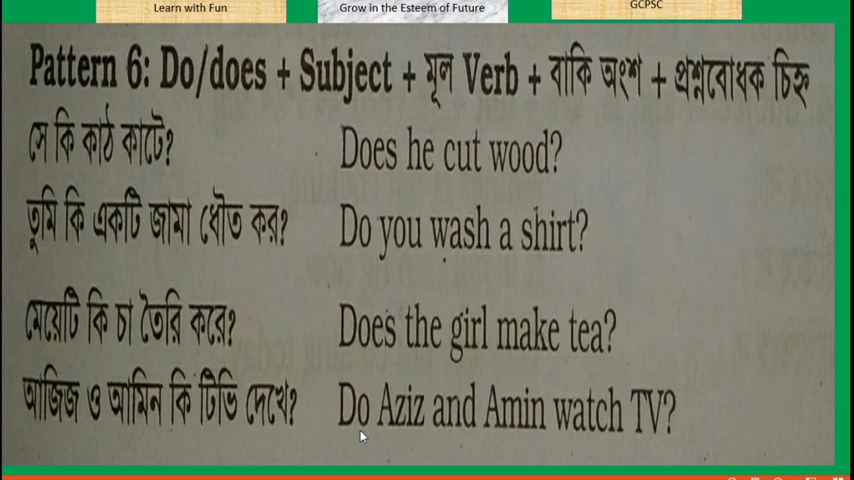 Learn with Fun
Grow in the Esteem of Future
GCPSC
Pattern 6: Do/does + Subject + মূল Verb + বাকি অংশ + প্রশ্নবোধক চিহ্ন
সে কি কাঠ কাটে? Does he cut wood?
তুমি কি একটি জামা ধৌত কর? Do you wash a shirt?
মেয়েটি কি চা তৈরি করে? Does the girl make tea?
আজিজ ও আমিন কি টিভি দেখে? Do Aziz and Amin watch TV?